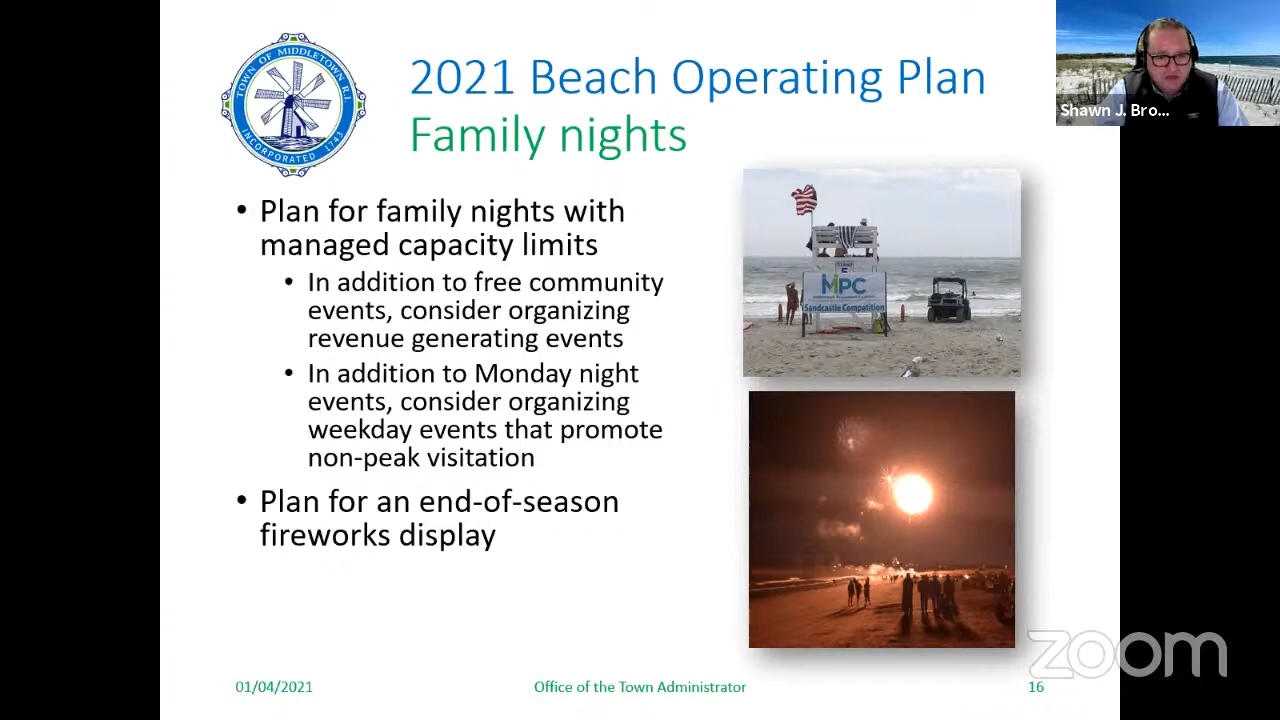 TOWN OF MIDDLETOWN R.I.
INCORPORATED 1743
2021 Beach Operating Plan
Family nights
Shawn J. Bro...
• Plan for family nights with
managed capacity limits
• In addition to free community
events, consider organizing
revenue generating events
• In addition to Monday night
events, consider organizing
weekday events that promote
non-peak visitation
• Plan for an end-of-season
fireworks display
MPC
Sandcastle Competition
01/04/2021
Office of the Town Administrator
16
zoom